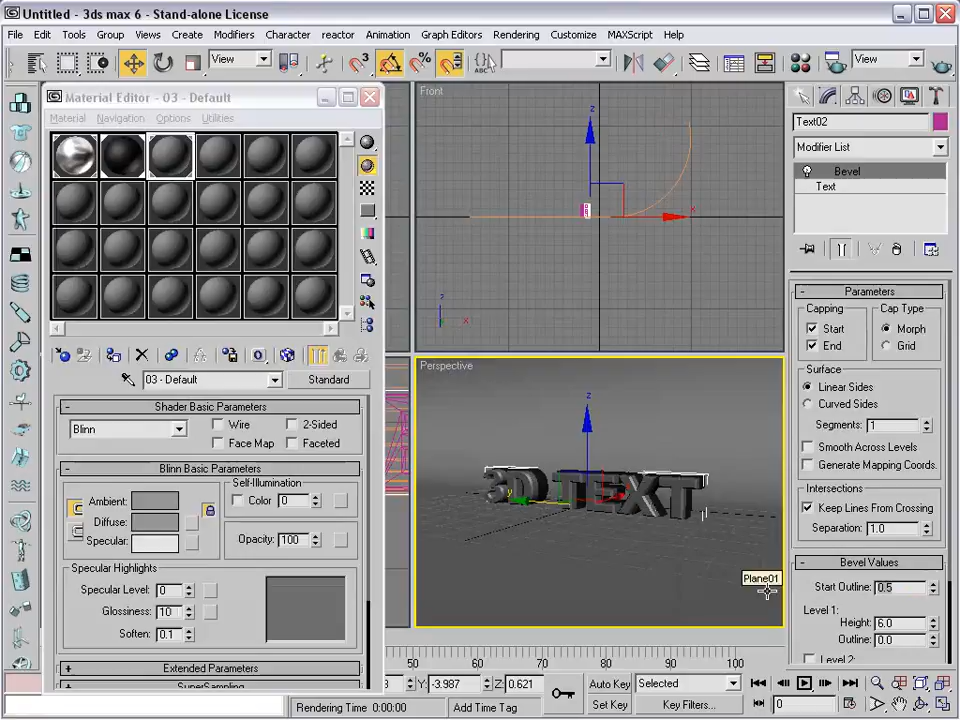 Untitled - 3ds max 6 - Stand-alone License
File Edit Tools Group Views Create Modifiers Character reactor Animation Graph Editors Rendering Customize MAXScript Help
View
View
Material Editor - 03 - Default
Material Navigation Options Utilities
03 - Default Standard
Shader Basic Parameters
Blinn Wire 2-Sided
Face Map Faceted
Blinn Basic Parameters
Self-Illumination
Ambient: Color 0
Diffuse:
Specular: Opacity: 100
Specular Highlights
Specular Level: 0
Glossiness: 10
Soften: 0.1
Extended Parameters
SuperSampling
Front
z
x
z
x
Perspective
z
y
3D TEXT
Plane01
Text02
Modifier List
Bevel
Text
Parameters
Capping Cap Type
Start Morph
End Grid
Surface
Linear Sides
Curved Sides
Segments: 1
Smooth Across Levels
Generate Mapping Coords.
Intersections
Keep Lines From Crossing
Separation: 1.0
Bevel Values
Start Outline: 0.5
Level 1:
Height: 6.0
Outline: 0.0
Level 2:
50 60 70 80 90 100
Y: -3.987 Z: 0.621 Auto Key Selected
Set Key Key Filters...
Rendering Time 0:00:00 Add Time Tag
0